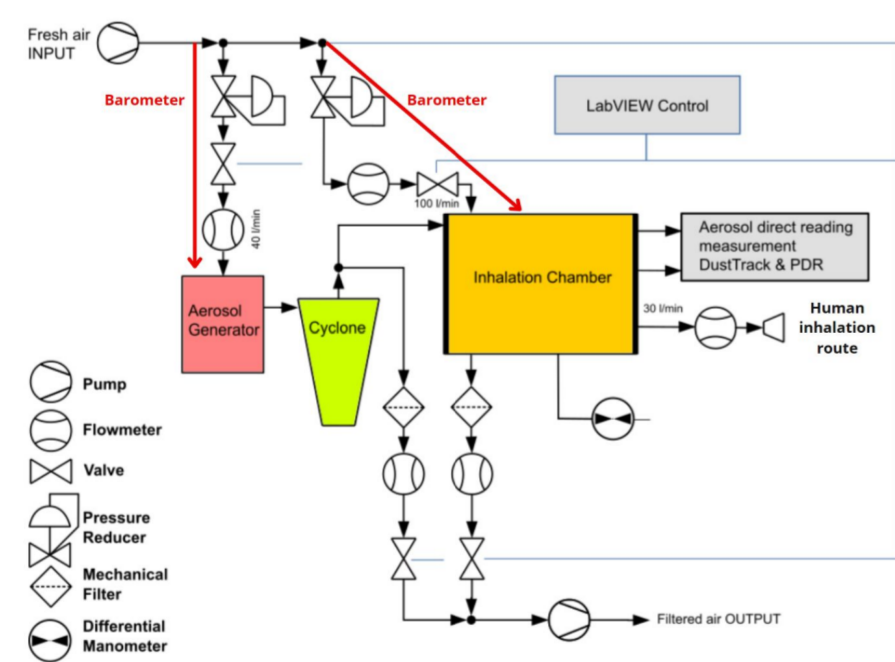 Fresh air
INPUT
Barometer
Barometer
LabVIEW Control
100 l/min
40 l/min
Aerosol direct reading
measurement
DustTrack & PDR
Inhalation Chamber
Aerosol
Generator
Cyclone
30 l/min
Human
inhalation
route
Pump
Flowmeter
Valve
Pressure
Reducer
Mechanical
Filter
Differential
Manometer
Filtered air OUTPUT